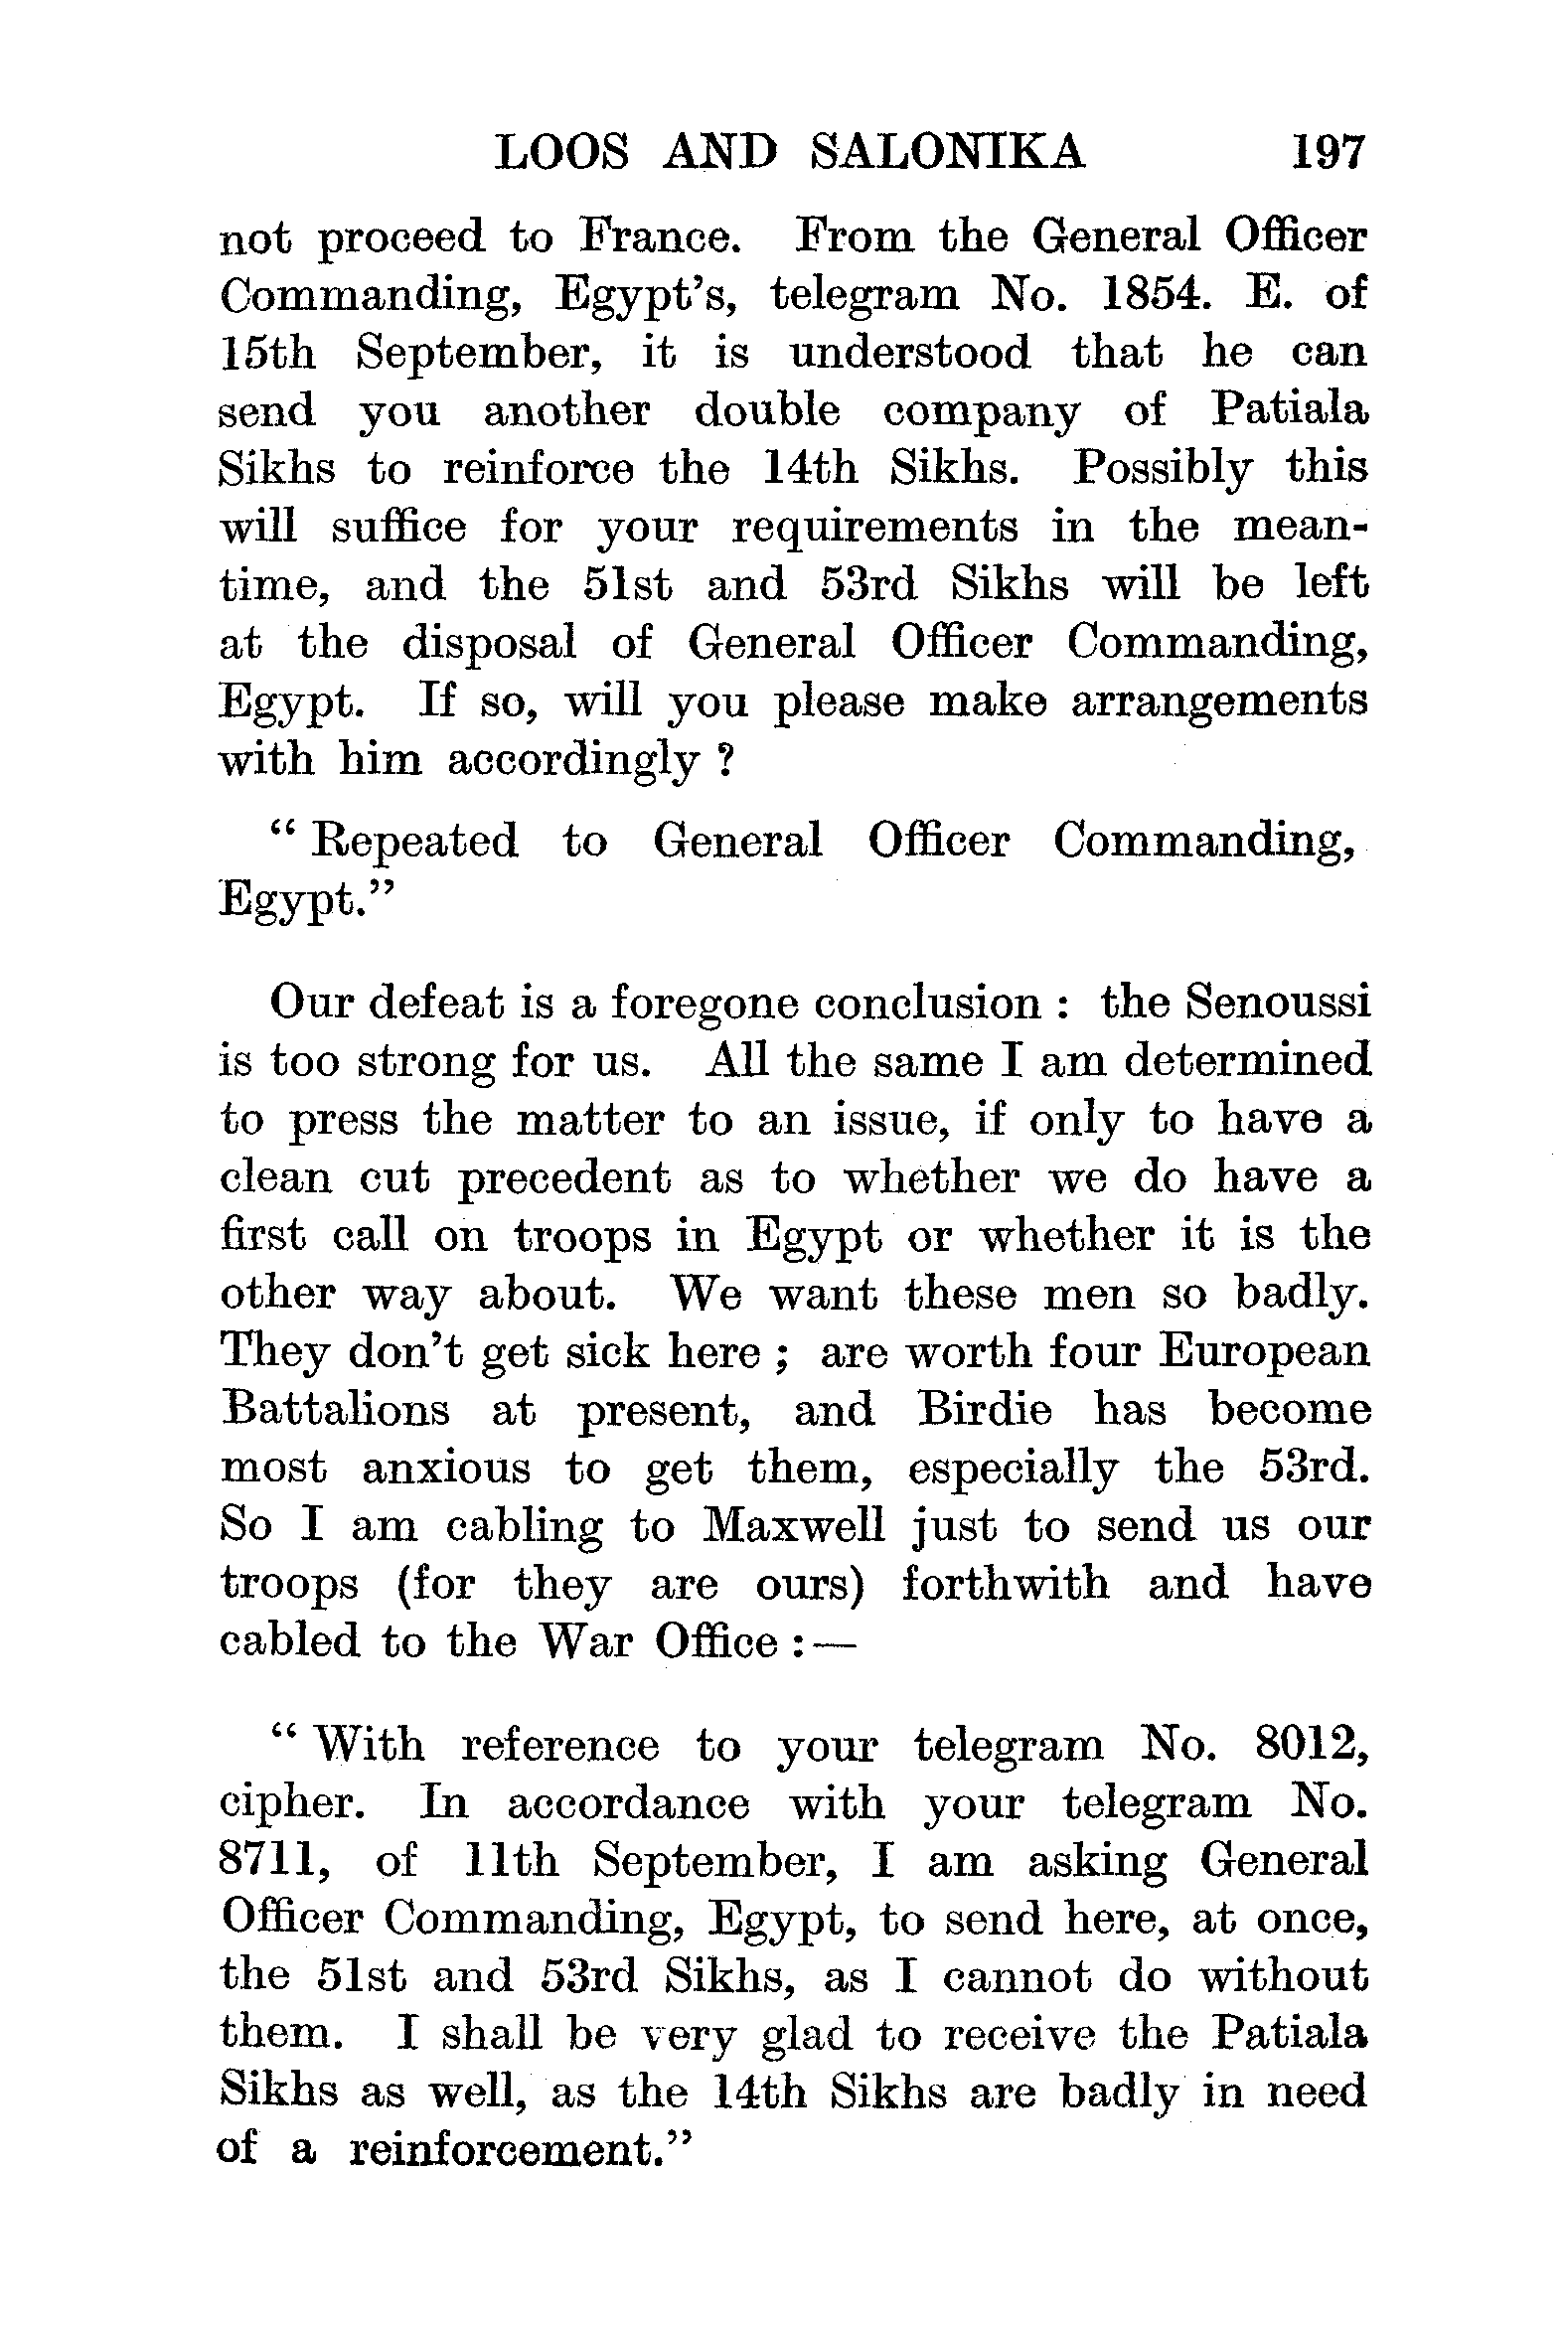 LOOS AND SALONIKA 197
not proceed to France. From the General Officer
Commanding, Egypt's, telegram No. 1854. E. of
15th September, it is understood that he can
send you another double company of Patiala
Sikhs to reinforce the 14th Sikhs. Possibly this
will suffice for your requirements in the mean-
time, and the 51st and 53rd Sikhs will be left
at the disposal of General Officer Commanding,
Egypt. If so, will you please make arrangements
with him accordingly ?
“ Repeated to General Officer Commanding,
Egypt.”
Our defeat is a foregone conclusion : the Senoussi
is too strong for us. All the same I am determined
to press the matter to an issue, if only to have a
clean cut precedent as to whether we do have a
first call on troops in Egypt or whether it is the
other way about. We want these men so badly.
They don't get sick here ; are worth four European
Battalions at present, and Birdie has become
most anxious to get them, especially the 53rd.
So I am cabling to Maxwell just to send us our
troops (for they are ours) forthwith and have
cabled to the War Office :—
“ With reference to your telegram No. 8012,
cipher. In accordance with your telegram No.
8711, of 11th September, I am asking General
Officer Commanding, Egypt, to send here, at once,
the 51st and 53rd Sikhs, as I cannot do without
them. I shall be very glad to receive the Patiala
Sikhs as well, as the 14th Sikhs are badly in need
of a reinforcement.”